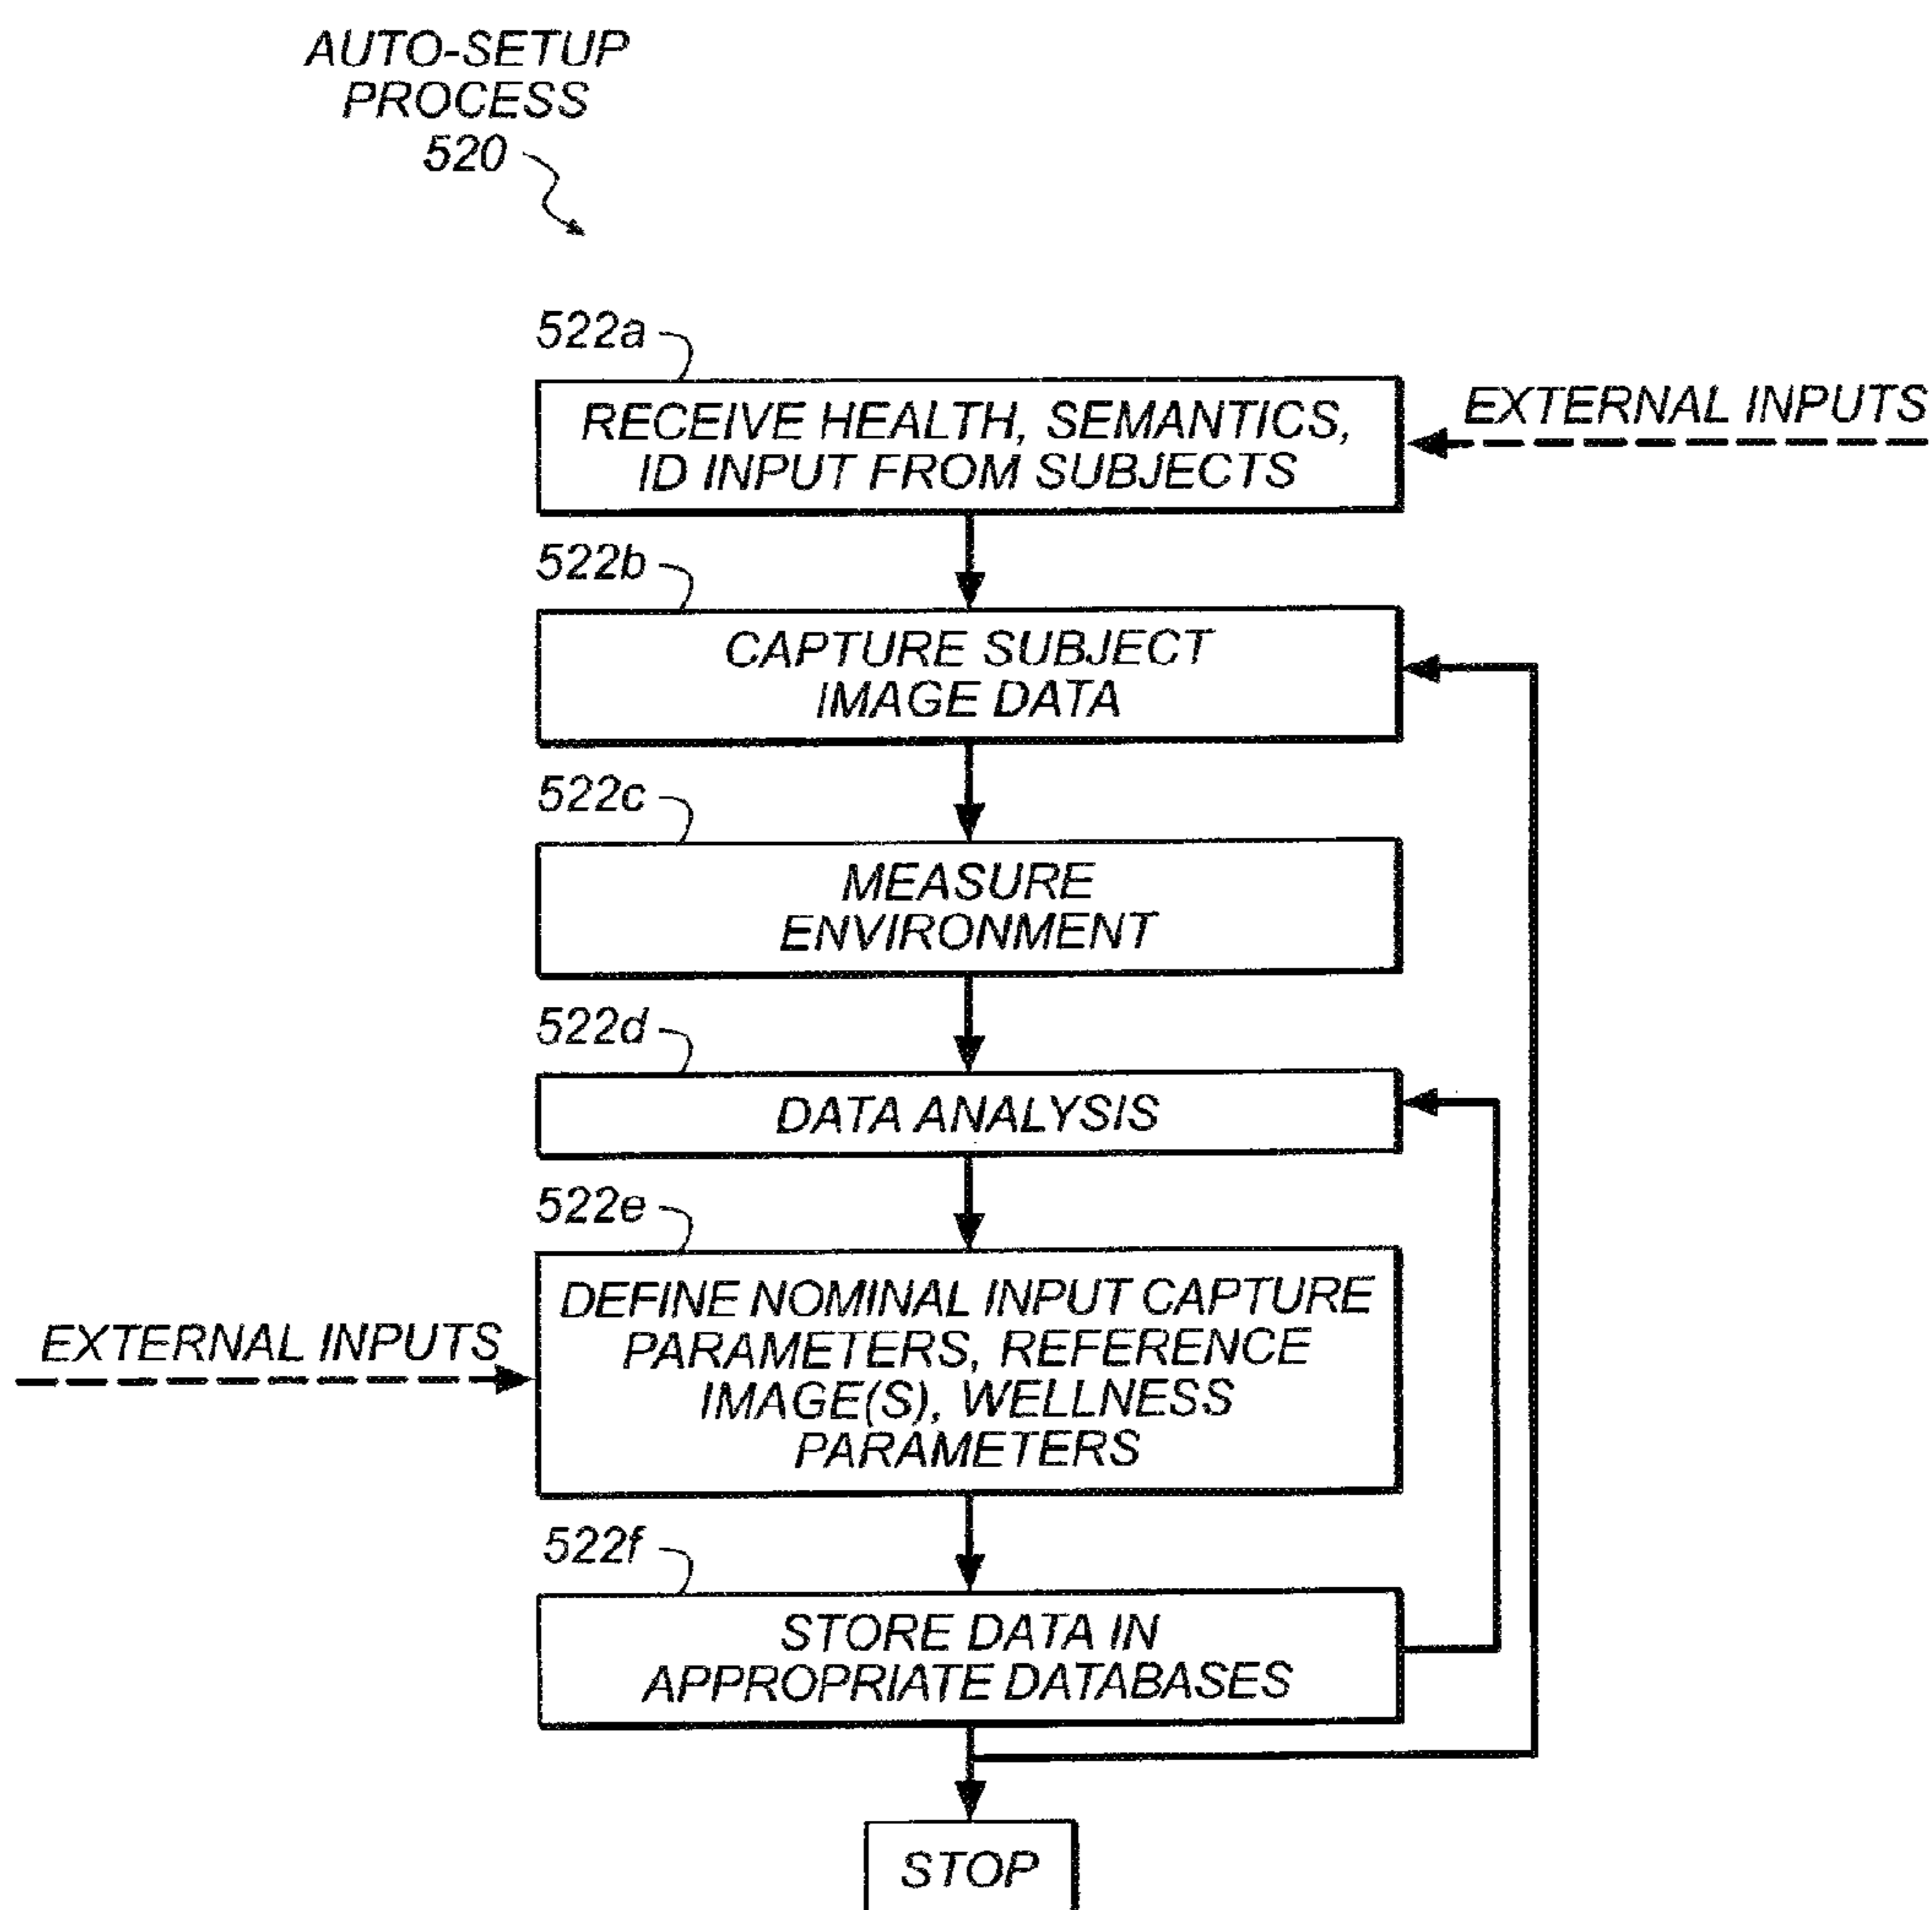 AUTO-SETUP
PROCESS
520
522a
RECEIVE HEALTH, SEMANTICS,
ID INPUT FROM SUBJECTS
EXTERNAL INPUTS
522b
CAPTURE SUBJECT
IMAGE DATA
522c
MEASURE
ENVIRONMENT
522d
DATA ANALYSIS
522e
DEFINE NOMINAL INPUT CAPTURE
PARAMETERS, REFERENCE
IMAGE(S), WELLNESS
PARAMETERS
EXTERNAL INPUTS
522f
STORE DATA IN
APPROPRIATE DATABASES
STOP